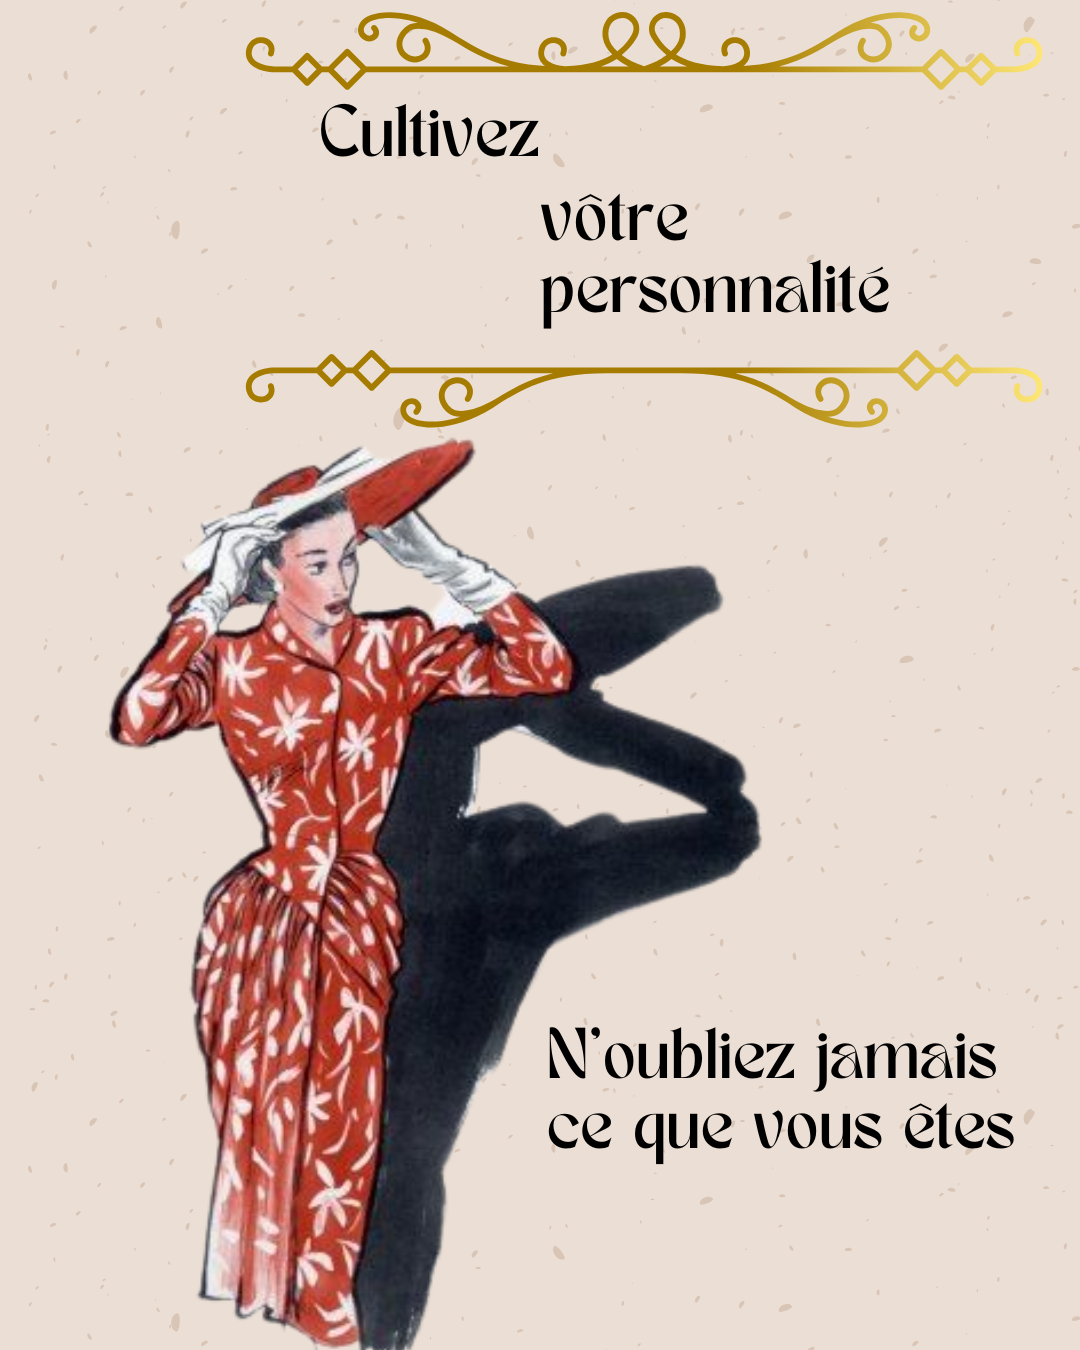 Cultivez
vôtre
personnalité
N'oubliez jamais
ce que vous êtes